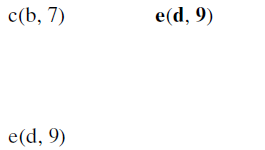 c(b, 7) e(d, 9)
e(d, 9)